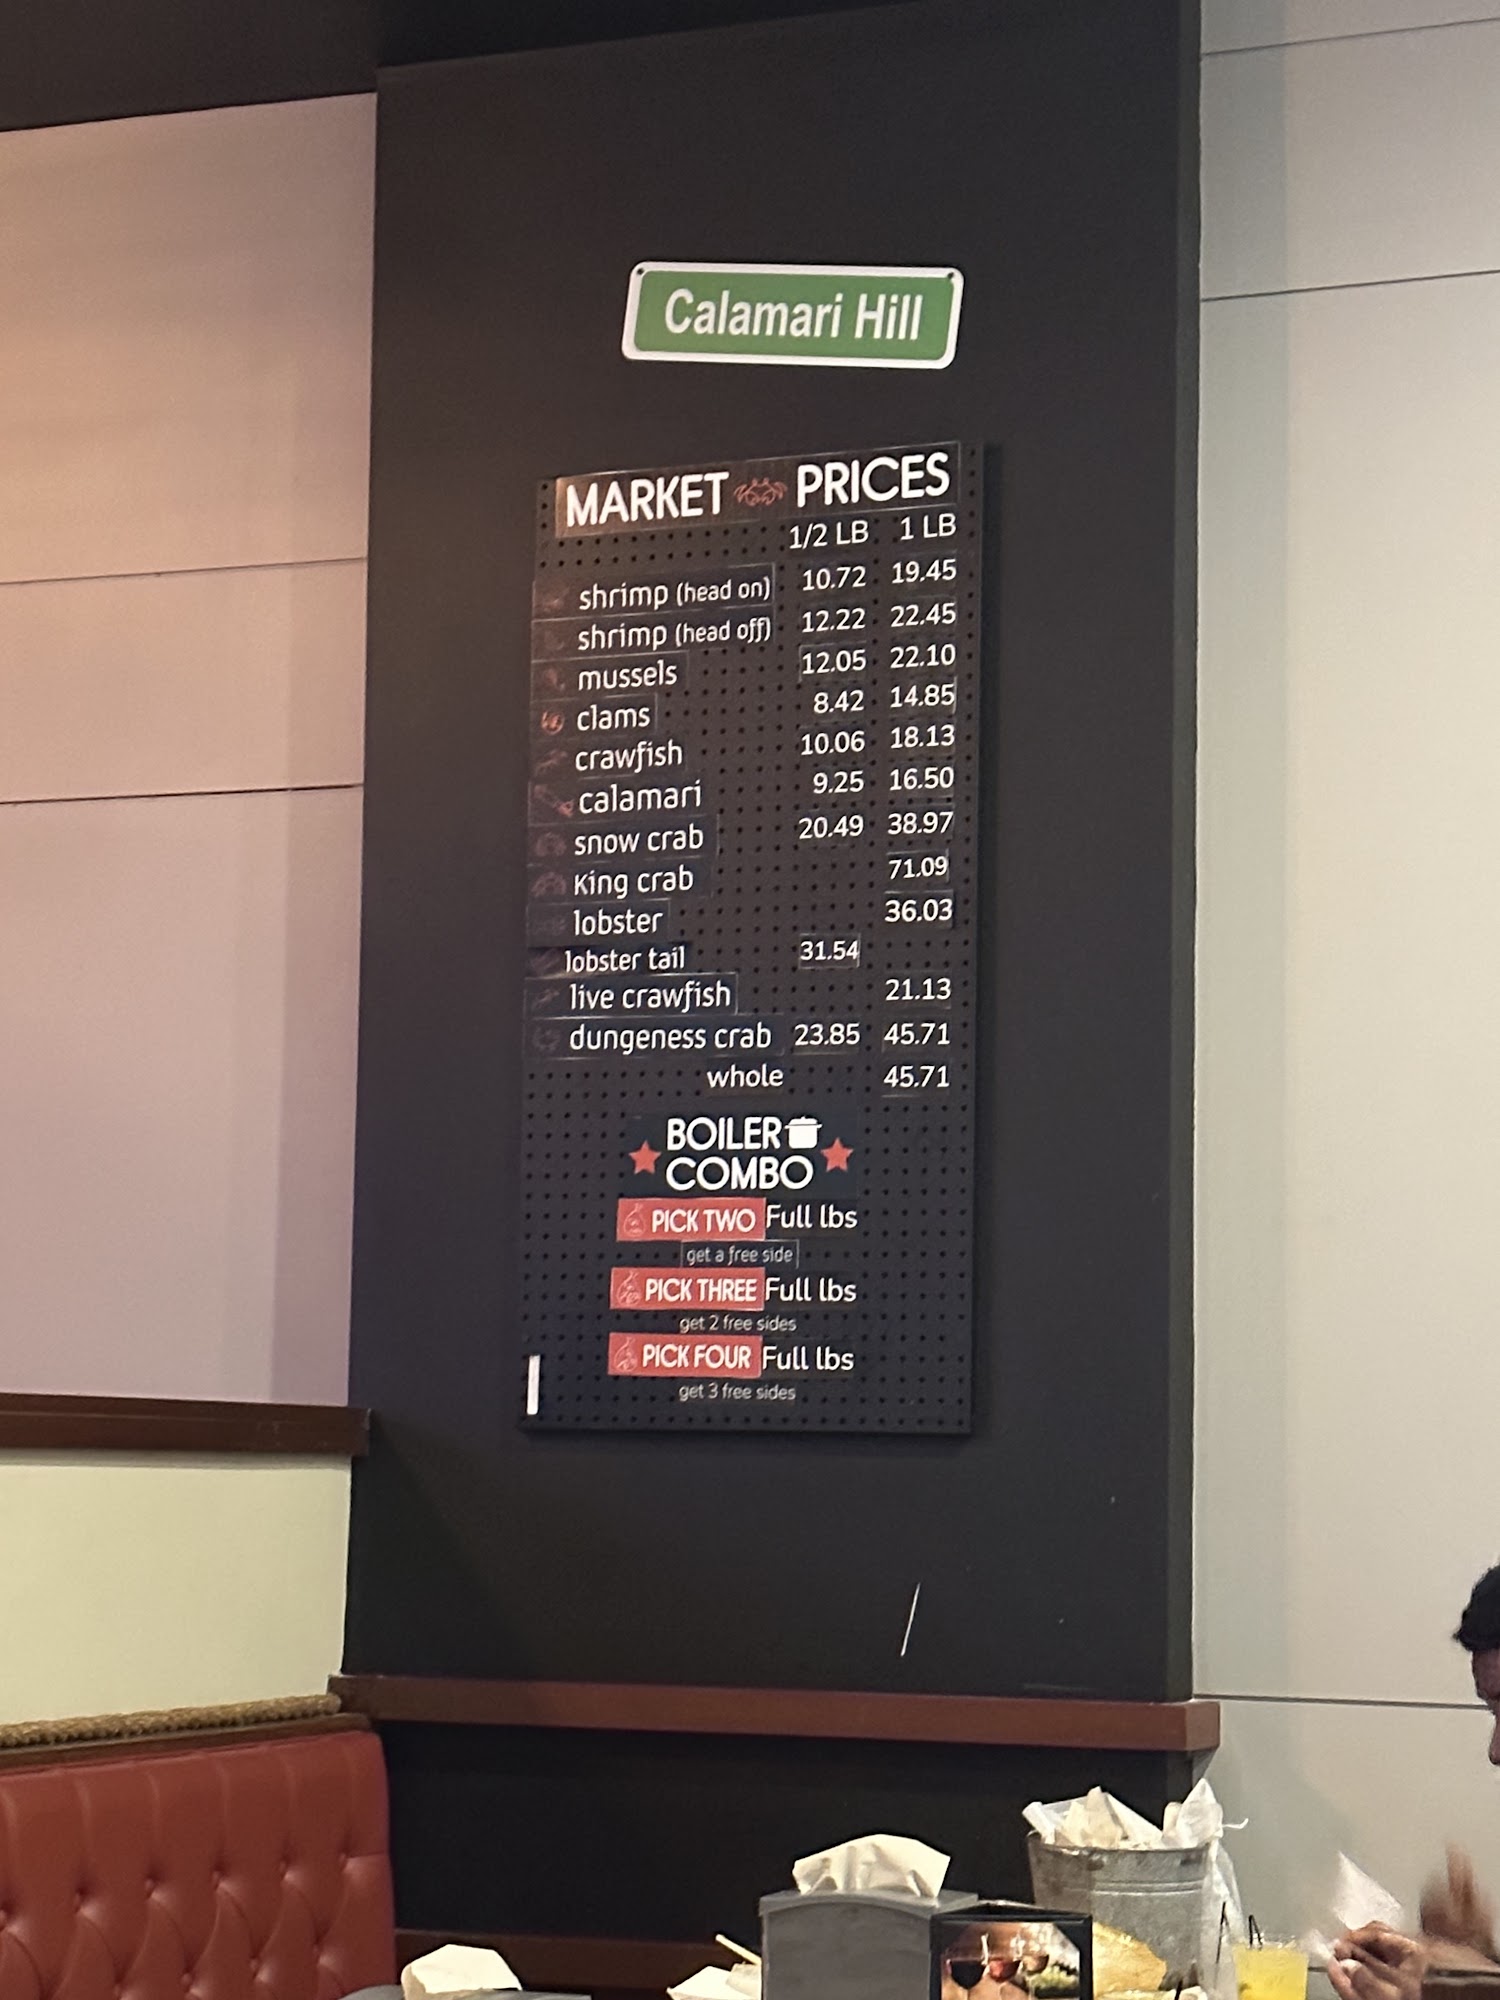 Calamari Hill
MARKET PRICES
1/2 LB 1 LB
shrimp (head on) 10.72 19.45
shrimp (head off) 12.22 22.45
mussels 12.05 22.10
clams 8.42 14.85
crawfish 10.06 18.13
calamari 9.25 16.50
snow crab 20.49 38.97
King crab 71.09
lobster 36.03
lobster tail 31.54
live crawfish 21.13
dungeness crab 23.85 45.71
whole 45.71
BOILER
COMBO
PICK TWO Full lbs
get a free side
PICK THREE Full lbs
get 2 free sides
PICK FOUR Full lbs
get 3 free sides